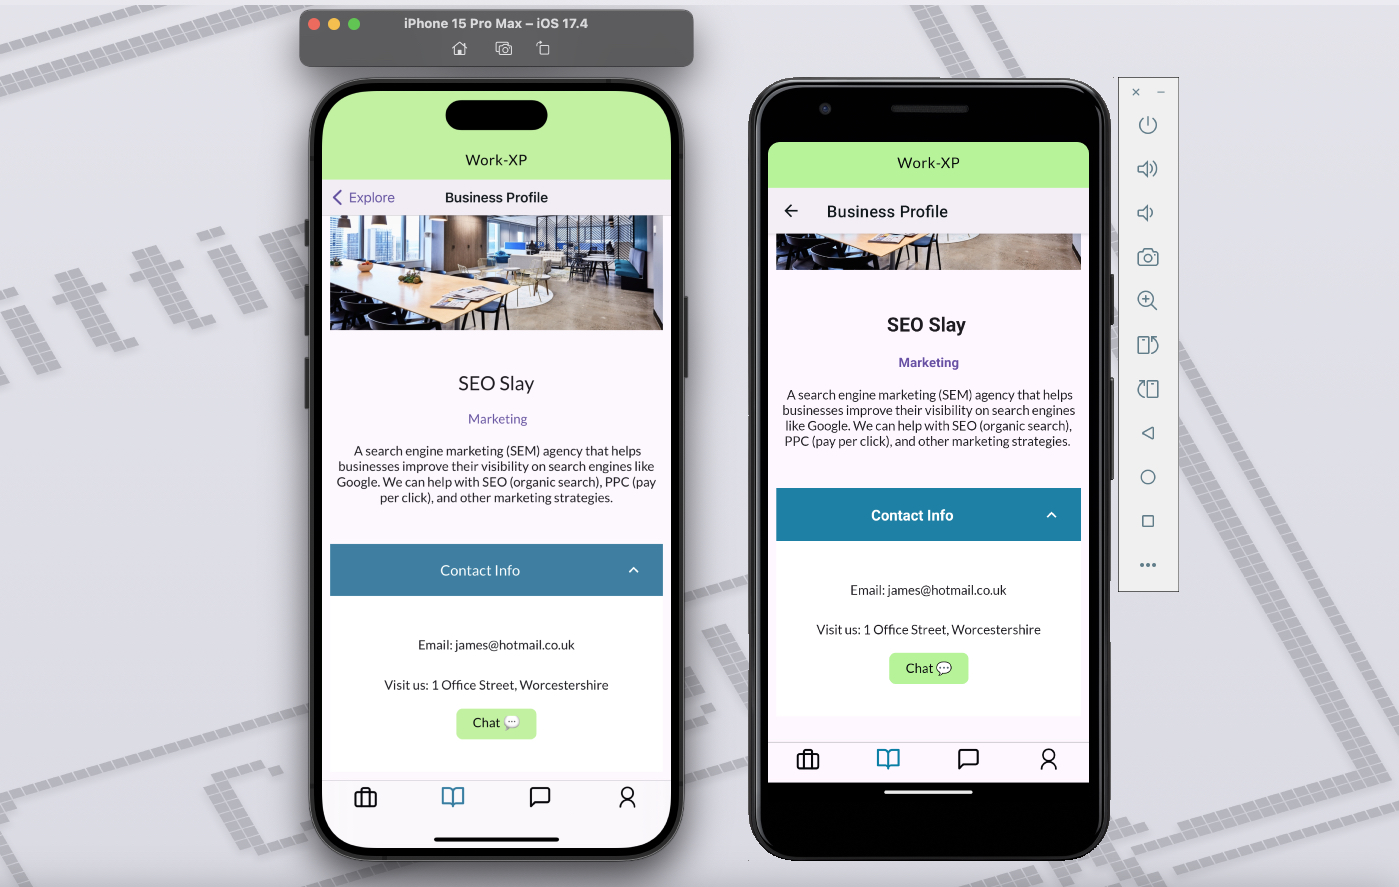 iPhone 15 Pro Max – iOS 17.4
Work-XP
Explore
Business Profile
SEO Slay
Marketing
A search engine marketing (SEM) agency that helps
businesses improve their visibility on search engines like
Google. We can help with SEO (organic search), PPC (pay
per click), and other marketing strategies.
Contact Info
Email: james@hotmail.co.uk
Visit us: 1 Office Street, Worcestershire
Chat 💬
Work-XP
Business Profile
SEO Slay
Marketing
A search engine marketing (SEM) agency that helps
businesses improve their visibility on search engines
like Google. We can help with SEO (organic search),
PPC (pay per click), and other marketing strategies.
Contact Info
Email: james@hotmail.co.uk
Visit us: 1 Office Street, Worcestershire
Chat 💬